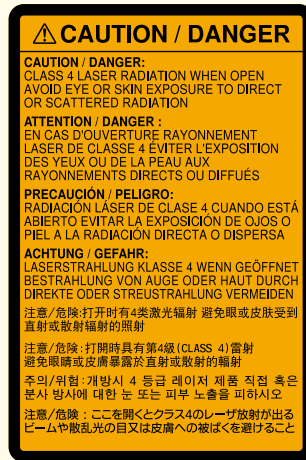 ⚠ CAUTION / DANGER
CAUTION / DANGER:
CLASS 4 LASER RADIATION WHEN OPEN
AVOID EYE OR SKIN EXPOSURE TO DIRECT
OR SCATTERED RADIATION
ATTENTION / DANGER :
EN CAS D'OUVERTURE RAYONNEMENT
LASER DE CLASSE 4 ÉVITER L'EXPOSITION
DES YEUX OU DE LA PEAU AUX
RAYONNEMENTS DIRECTS OU DIFFUÉS
PRECAUCIÓN / PELIGRO:
RADIACIÓN LÁSER DE CLASE 4 CUANDO ESTÁ
ABIERTO EVITAR LA EXPOSICIÓN DE OJOS O
PIEL A LA RADIACIÓN DIRECTA O DISPERSA
ACHTUNG / GEFAHR:
LASERSTRAHLUNG KLASSE 4 WENN GEÖFFNET
BESTRAHLUNG VON AUGE ODER HAUT DURCH
DIREKTE ODER STREUSTRAHLUNG VERMEIDEN
注意/危险:打开时有4类激光辐射 避免眼或皮肤受到
直射或散射辐射的照射
注意/危險:打開時具有第4級(CLASS 4)雷射
避免眼睛或皮膚暴露於直射或散射的輻射
주의/위험:개방시 4 등급 레이저 제품 직접 혹은
분사 방사에 대한 눈 또는 피부 노출을 피하시오
注意/危険：ここを開くとクラス4のレーザ放射が出る
ビームや散乱光の目又は皮膚への被ばくを避けること